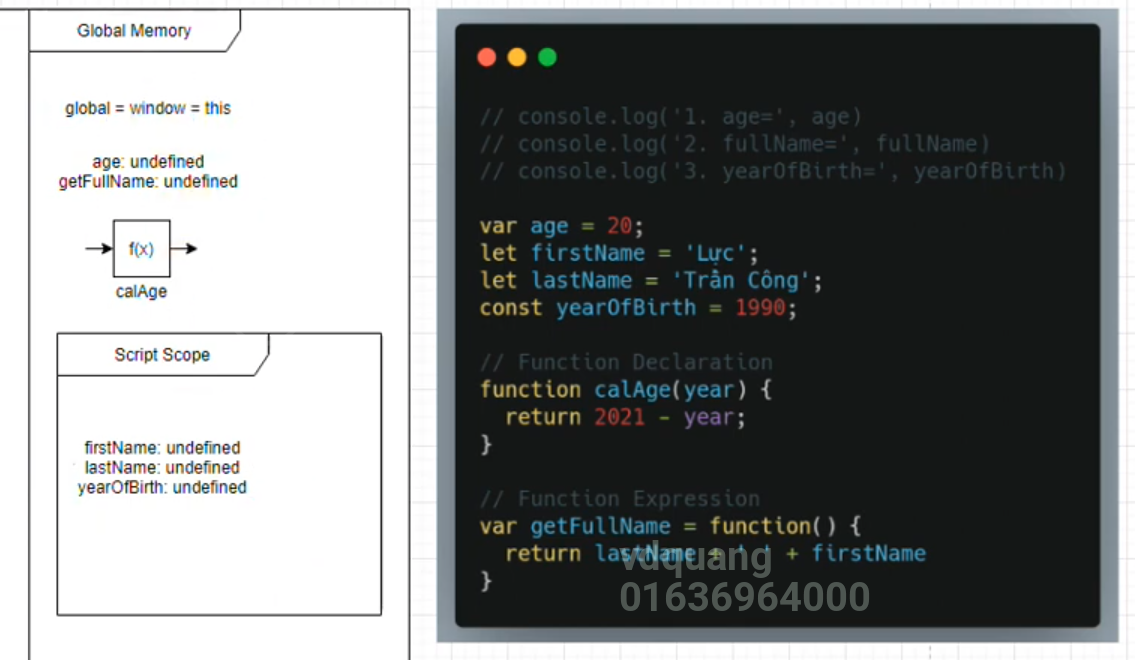 Global Memory
global = window = this
age: undefined
getFullName: undefined
f(x)
calAge
Script Scope
firstName: undefined
lastName: undefined
yearOfBirth: undefined
// console.log('1. age=', age)
// console.log('2. fullName=', fullName)
// console.log('3. yearOfBirth=', yearOfBirth)
var age = 20;
let firstName = 'Lực';
let lastName = 'Trần Công';
const yearOfBirth = 1990;
// Function Declaration
function calAge(year) {
return 2021 - year;
}
// Function Expression
var getFullName = function() {
return lastName + ' ' + firstName
}
vdquang
01636964000